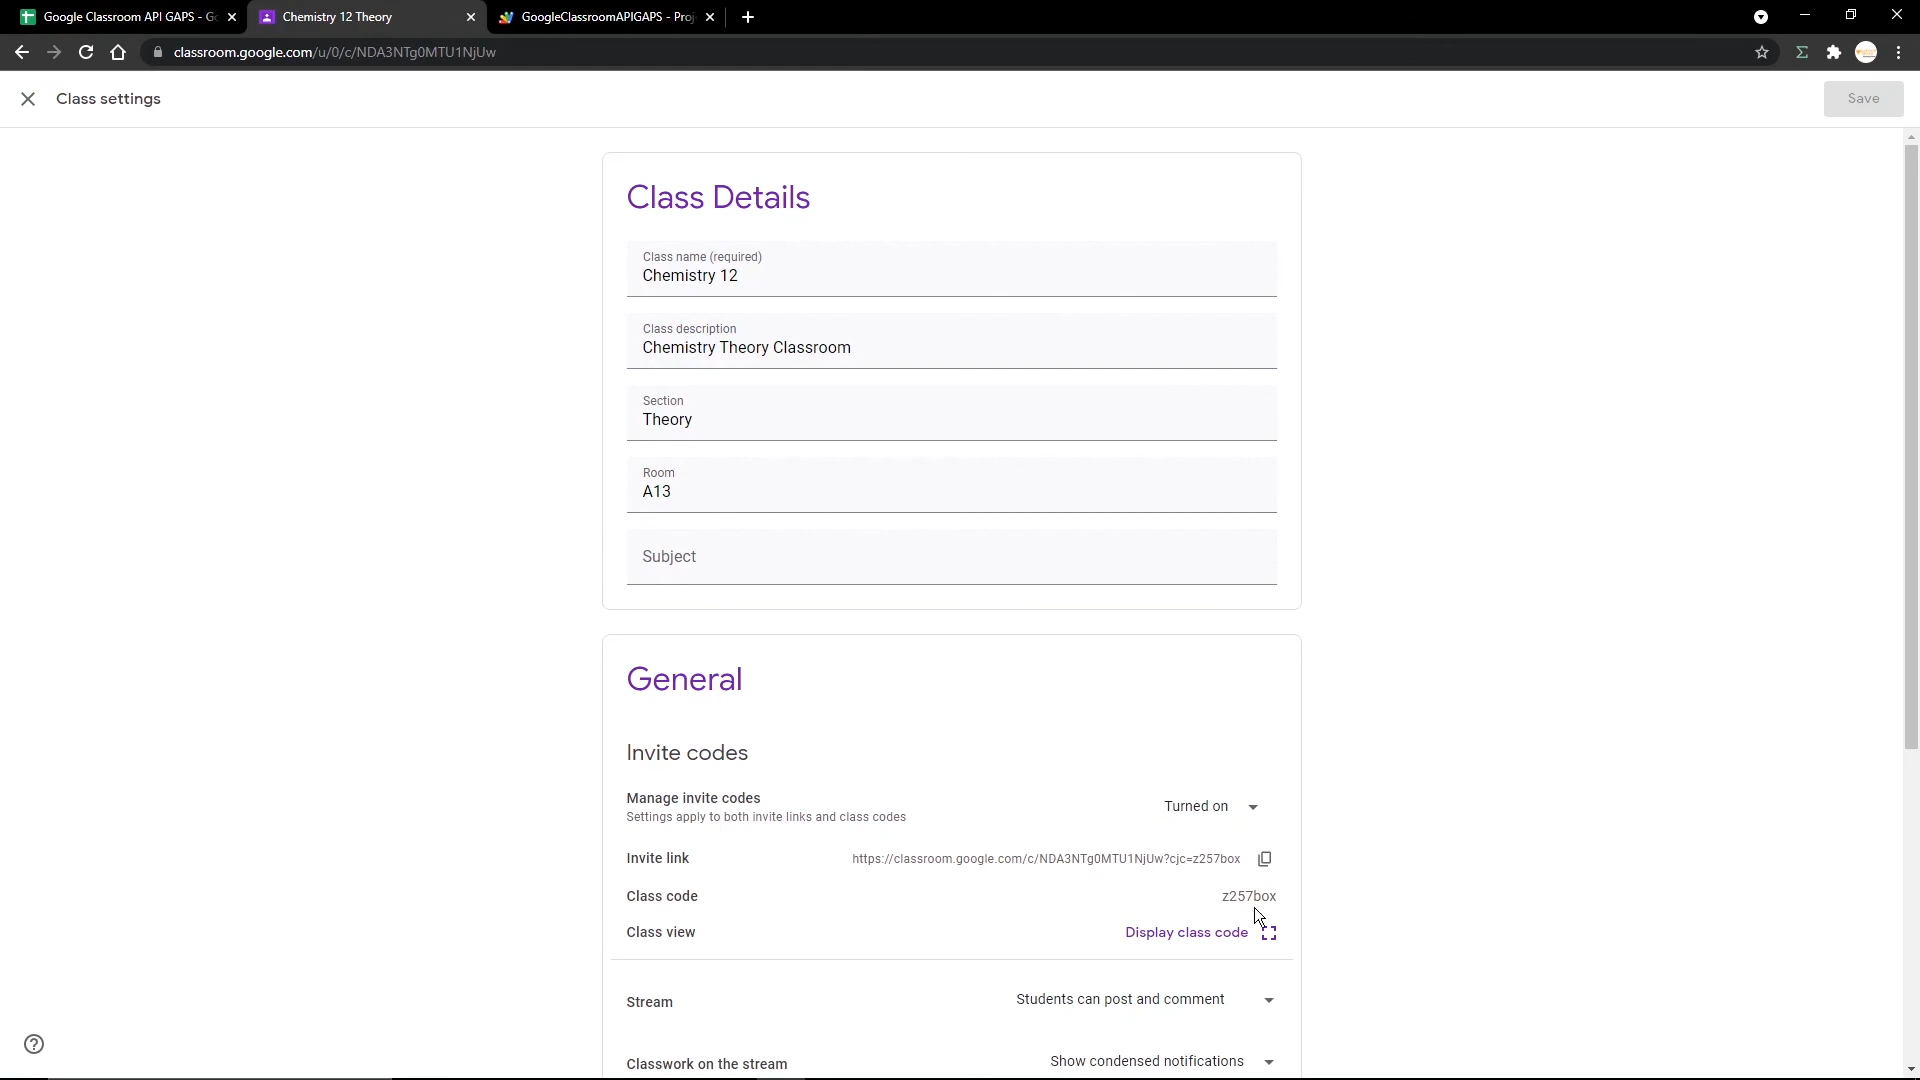 Google Classroom API GAPS - Go
Chemistry 12 Theory
GoogleClassroomAPIGAPS - Proj
classroom.google.com/u/0/c/NDA3NTg0MTU1NjUw
Class settings
Save
Class Details
Class name (required)
Chemistry 12
Class description
Chemistry Theory Classroom
Section
Theory
Room
A13
Subject
General
Invite codes
Manage invite codes
Settings apply to both invite links and class codes
Turned on
Invite link
https://classroom.google.com/c/NDA3NTg0MTU1NjUw?cjc=z257box
Class code
z257box
Class view
Display class code
Stream
Students can post and comment
Classwork on the stream
Show condensed notifications